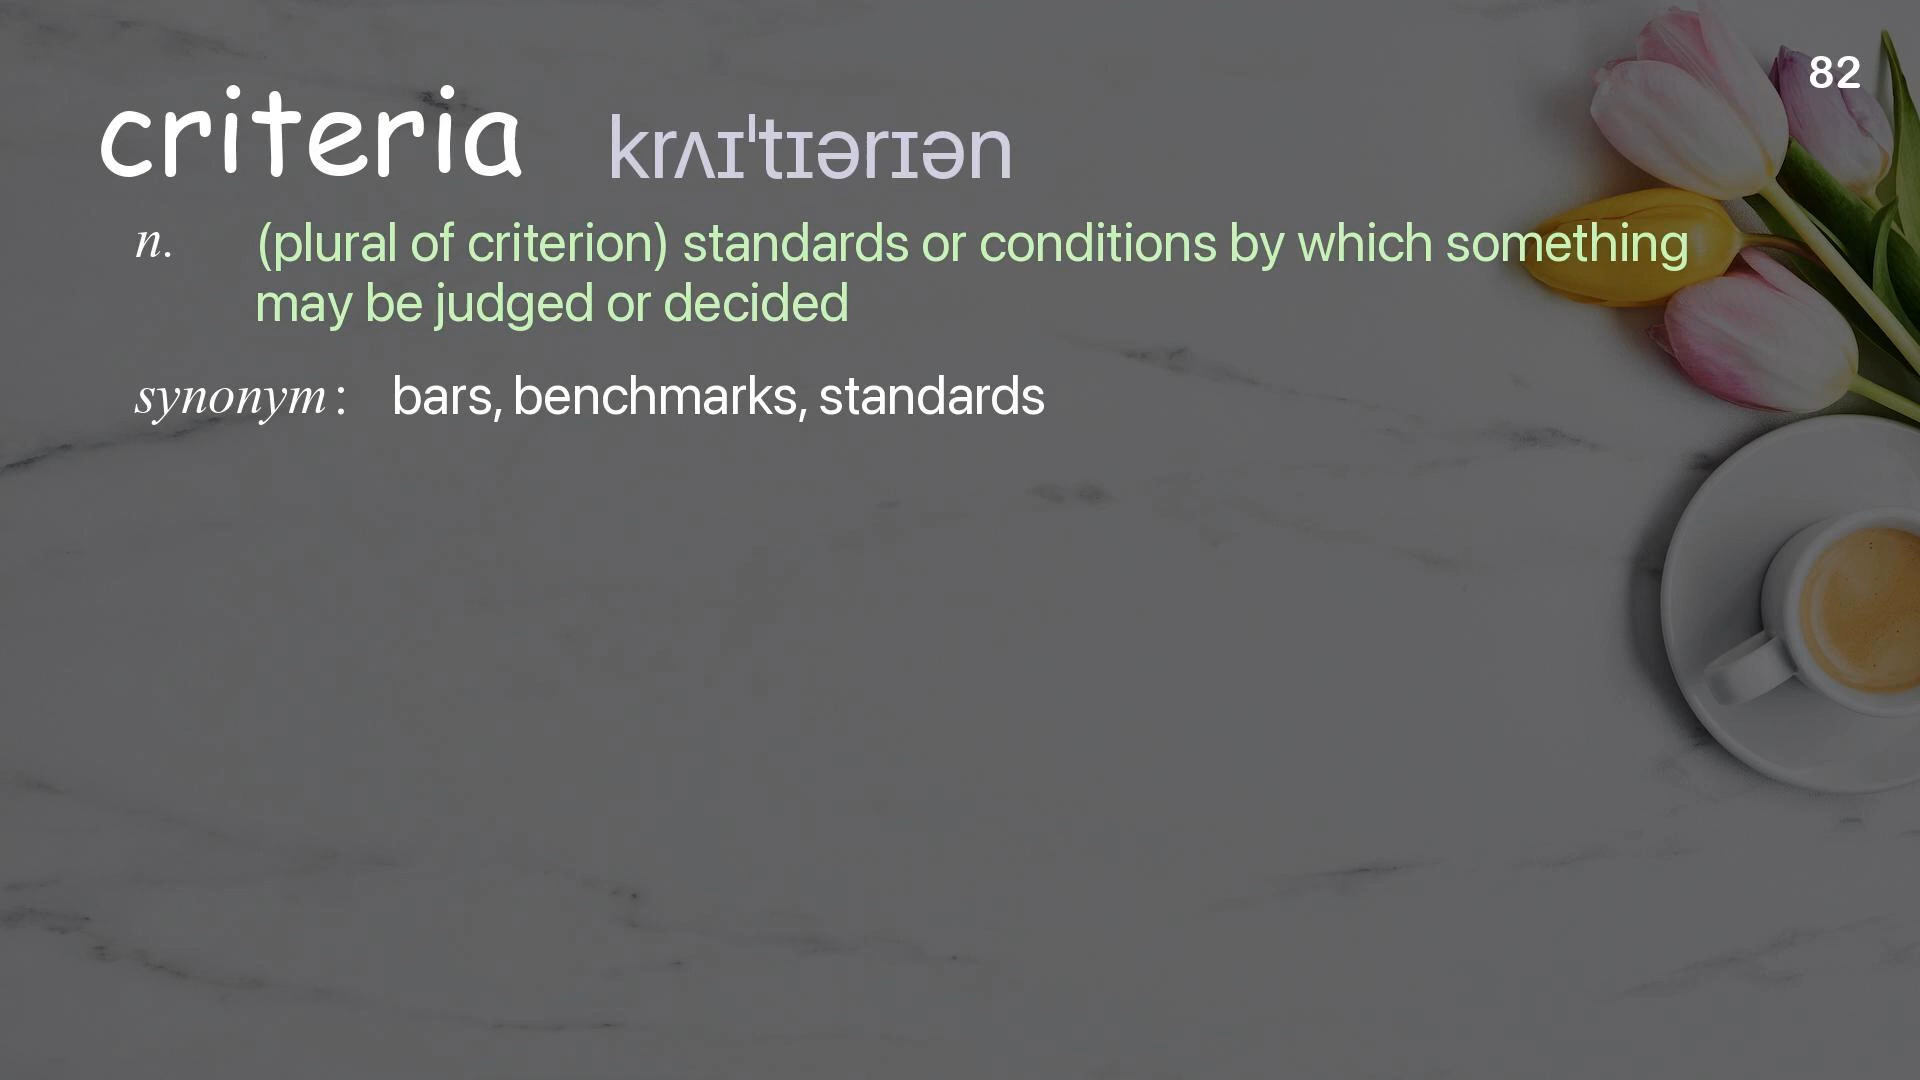 82
criteria krʌɪˈtɪərɪən
n. (plural of criterion) standards or conditions by which something
may be judged or decided
synonym : bars, benchmarks, standards